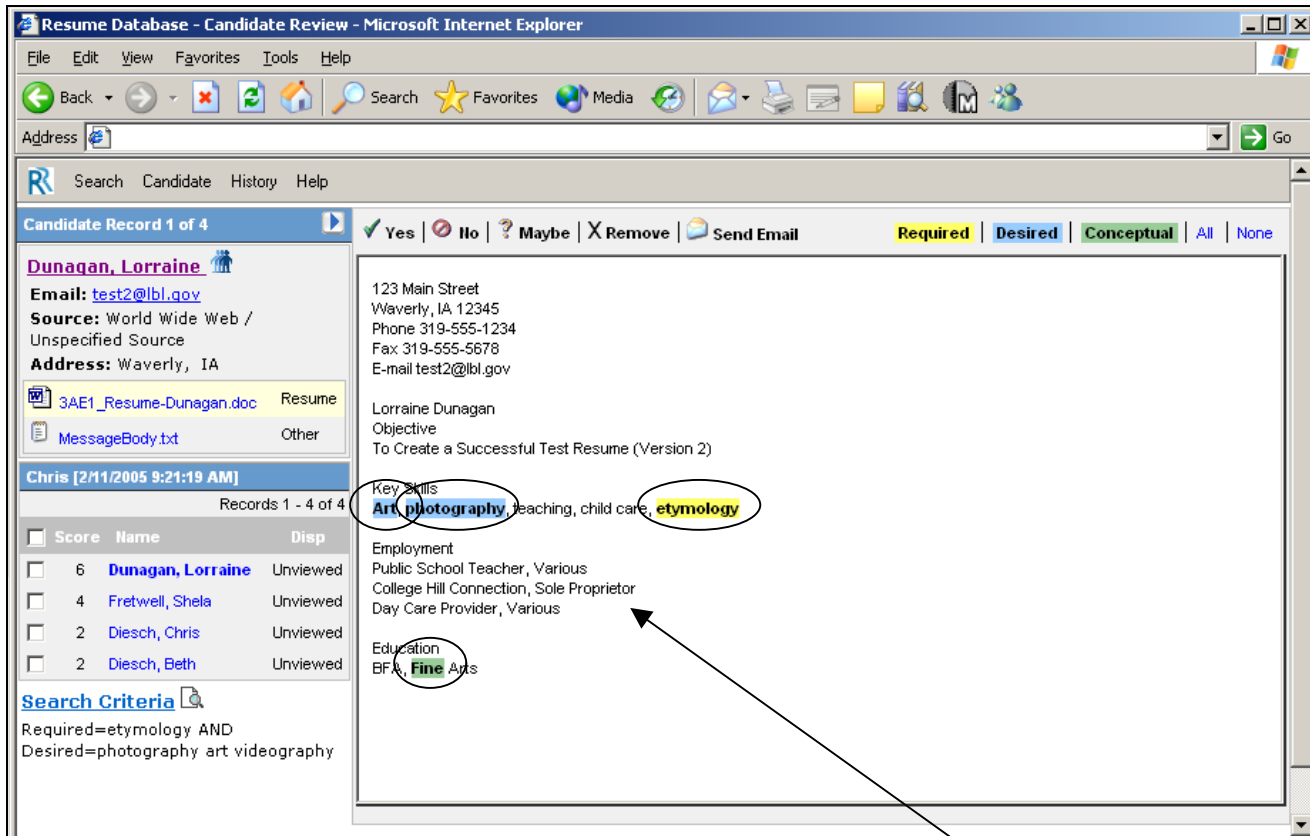 Resume Database - Candidate Review - Microsoft Internet Explorer
File Edit View Favorites Tools Help
Back Search Favorites Media
Address Go
R Search Candidate History Help
Candidate Record 1 of 4
Yes | No | ? Maybe | X Remove | Send Email Required | Desired | Conceptual | All | None
Dunagan, Lorraine
Email: test2@lbl.gov
Source: World Wide Web /
Unspecified Source
Address: Waverly, IA
3AE1_Resume-Dunagan.doc Resume
MessageBody.txt Other
Chris [2/11/2005 9:21:19 AM]
Records 1 - 4 of 4
Score Name Disp
6 Dunagan, Lorraine Unviewed
4 Fretwell, Shela Unviewed
2 Diesch, Chris Unviewed
2 Diesch, Beth Unviewed
Search Criteria
Required=etymology AND
Desired=photography art videography
123 Main Street
Waverly, IA 12345
Phone 319-555-1234
Fax 319-555-5678
E-mail test2@lbl.gov
Lorraine Dunagan
Objective
To Create a Successful Test Resume (Version 2)
Key Skills
Art, photography, teaching, child care, etymology
Employment
Public School Teacher, Various
College Hill Connection, Sole Proprietor
Day Care Provider, Various
Education
BFA, Fine Arts